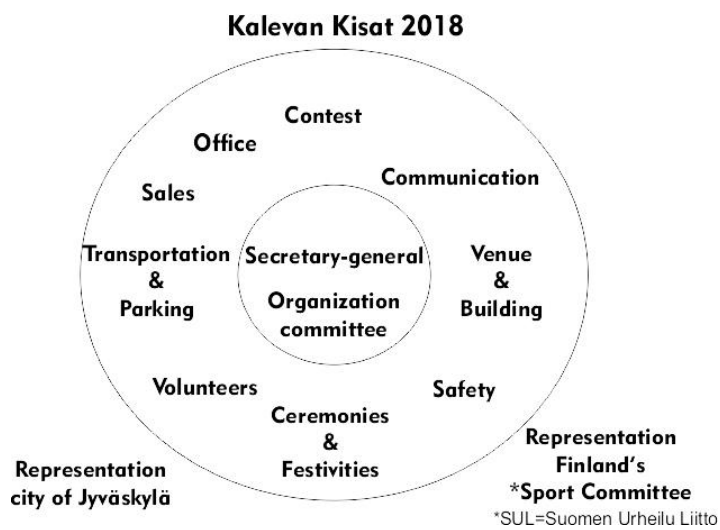 Kalevan Kisat 2018
Contest
Office
Communication
Sales
Transportation
&
Parking
Secretary-general
Organization
committee
Venue
&
Building
Volunteers
Safety
Ceremonies
&
Festivities
Representation
city of Jyväskylä
Representation
Finland's
*Sport Committee
*SUL=Suomen Urheilu Liitto